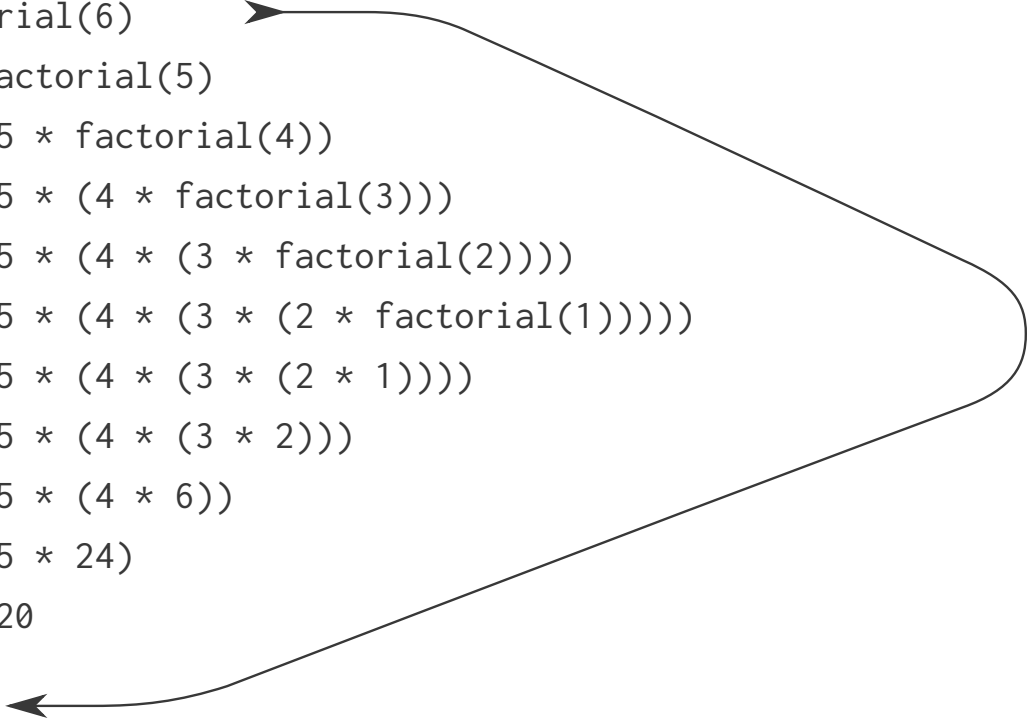 rial(6)
actorial(5)
5 * factorial(4))
5 * (4 * factorial(3)))
5 * (4 * (3 * factorial(2))))
5 * (4 * (3 * (2 * factorial(1)))))
5 * (4 * (3 * (2 * 1))))
5 * (4 * (3 * 2)))
5 * (4 * 6))
5 * 24)
20